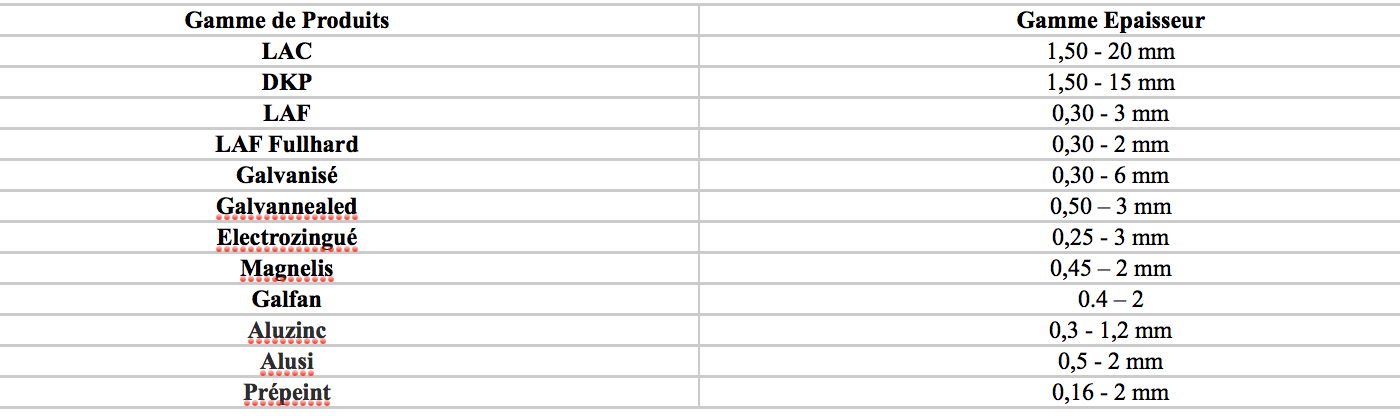 Gamme de Produits Gamme Epaisseur
LAC 1,50 - 20 mm
DKP 1,50 - 15 mm
LAF 0,30 - 3 mm
LAF Fullhard 0,30 - 2 mm
Galvanisé 0,30 - 6 mm
Galvannealed 0,50 – 3 mm
Electrozingué 0,25 - 3 mm
Magnelis 0,45 – 2 mm
Galfan 0.4 – 2
Aluzinc 0,3 - 1,2 mm
Alusi 0,5 - 2 mm
Prépeint 0,16 - 2 mm